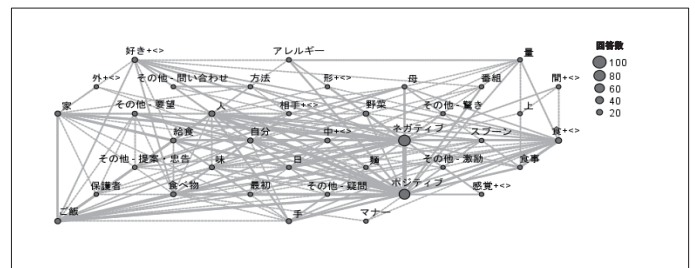 好き+<>
アレルギー
量
回答数
100
80
60
40
20
外+<>
その他 - 問い合わせ
方法
形+<>
母
番組
間+<>
家
その他 - 要望
人
相手+<>
野菜
その他 - 驚き
上
給食
自分
中+<>
ネガティブ
スプーン
食+<>
その他 - 提案・忠告
味
日
麺
その他 - 激励
食事
保護者
食べ物
最初
その他 - 疑問
ポジティブ
感覚+<>
ご飯
手
マナー